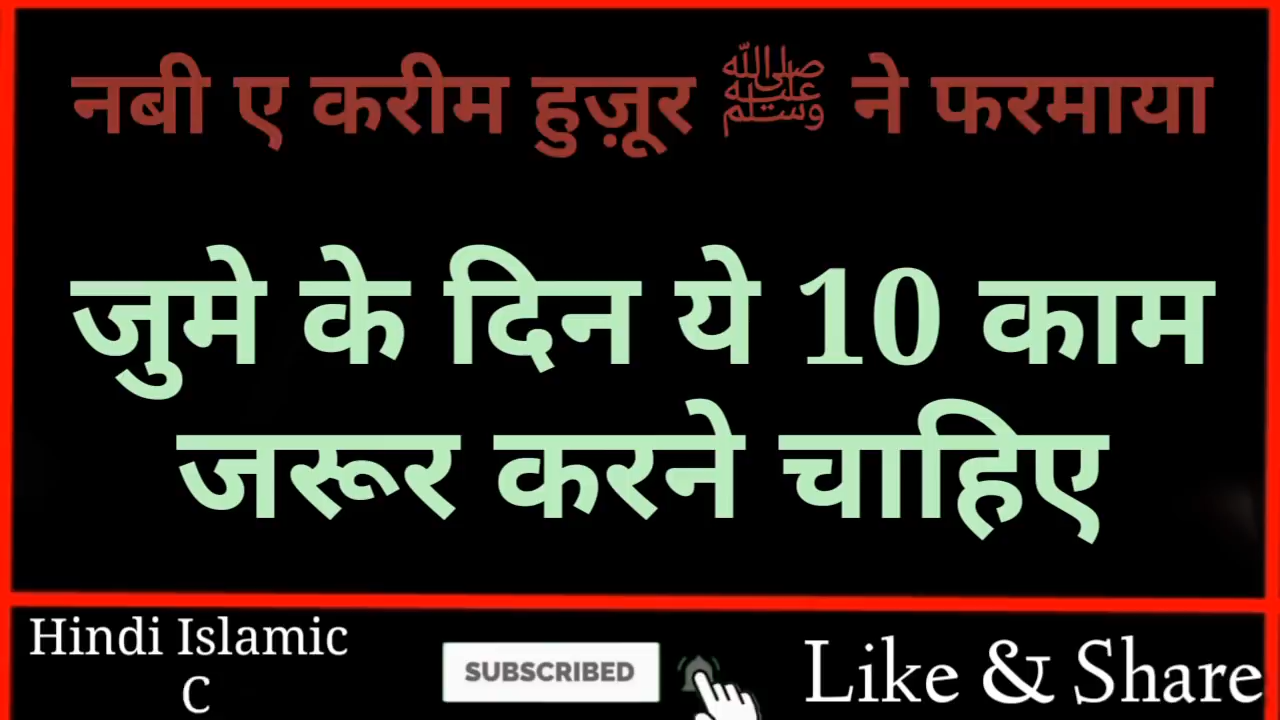 नबी ए करीम हुज़ूर ﷺ ने फरमाया
जुमे के दिन ये 10 काम
जरूर करने चाहिए
Hindi Islamic
C
SUBSCRIBED
Like & Share